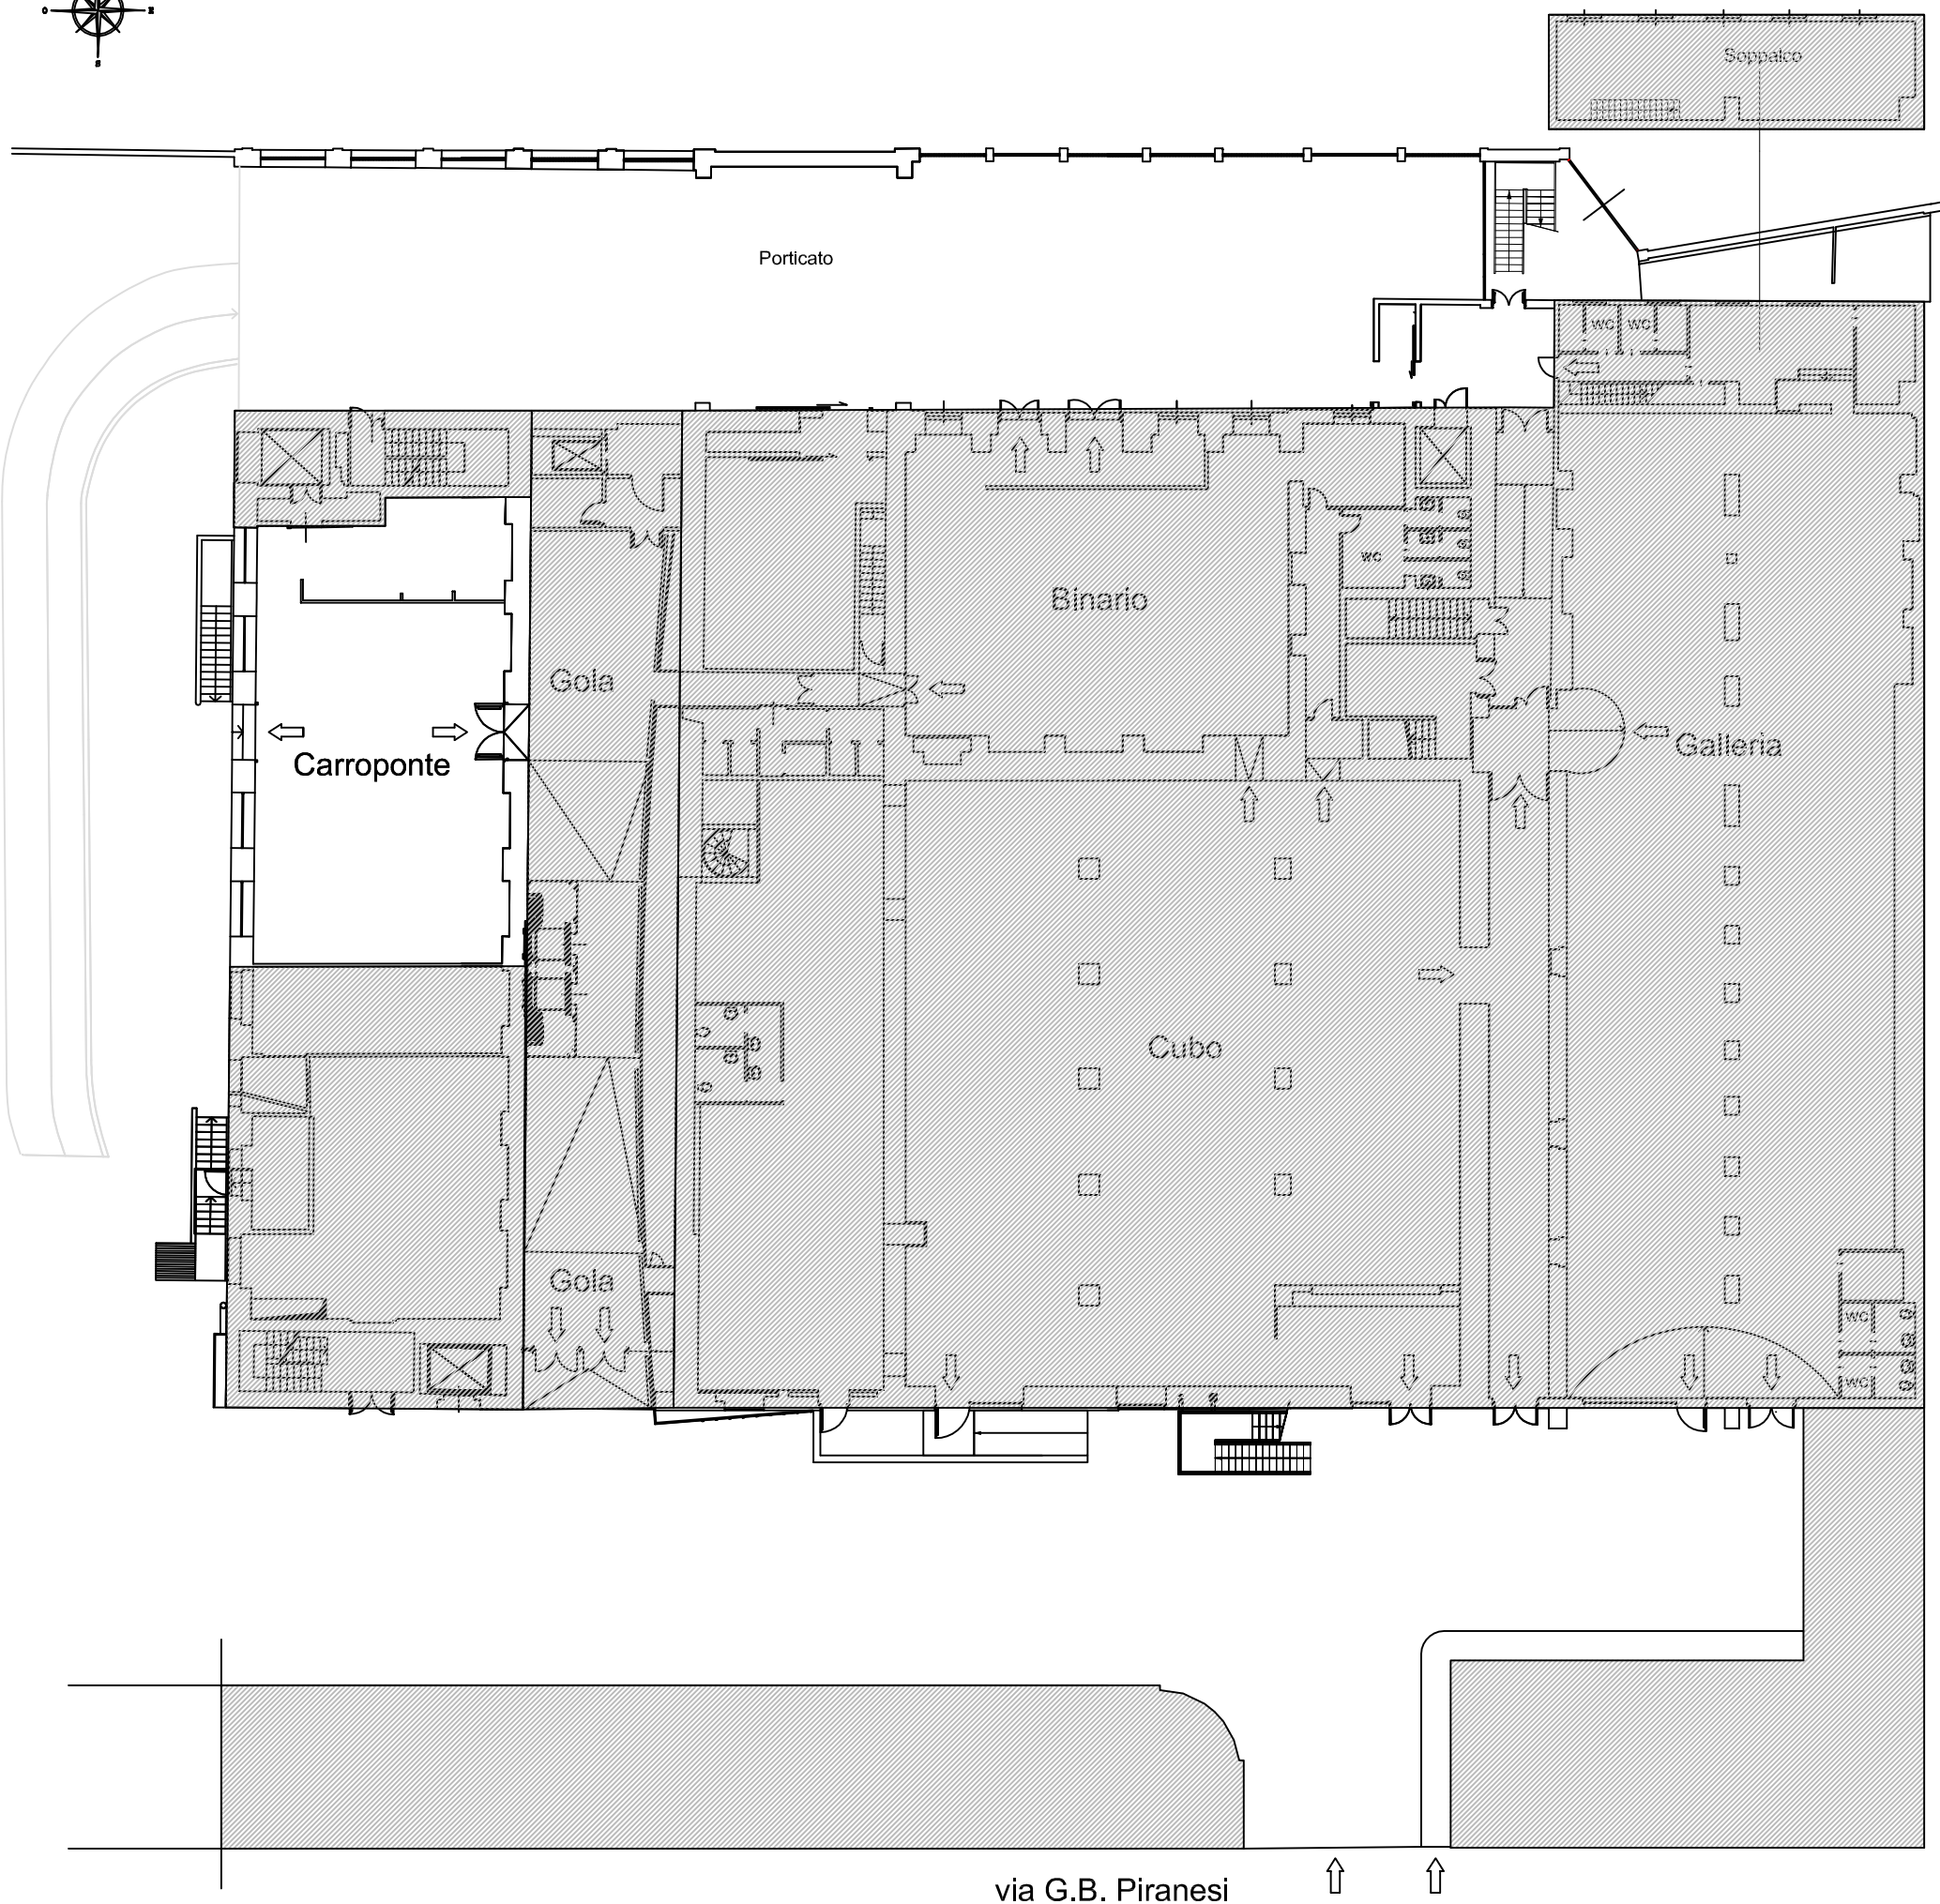 O
E
S
Soppalco
Porticato
wc wc
Binario
wc
Gola
Galleria
Carroponte
Cubo
Gola
wc
wc
via G.B. Piranesi